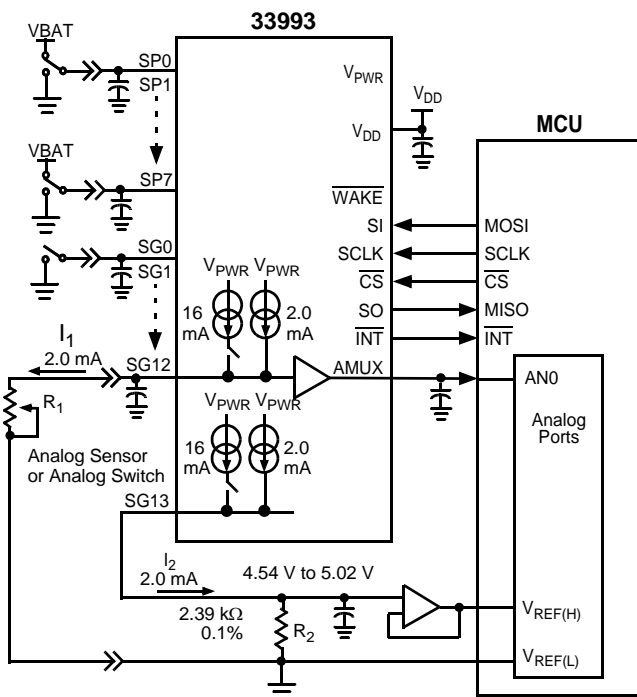 33993
VBAT
SP0
SP1
VPWR
VDD
VDD
MCU
VBAT
SP7
WAKE
SI
MOSI
SCLK
SCLK
CS
CS
SO
MISO
INT
INT
SG0
SG1
VPWR VPWR
16 mA
2.0 mA
I1
2.0 mA
SG12
AMUX
AN0
Analog Ports
R1
VPWR VPWR
16 mA
2.0 mA
Analog Sensor
or Analog Switch
SG13
I2
2.0 mA
4.54 V to 5.02 V
2.39 kΩ
0.1%
R2
VREF(H)
VREF(L)